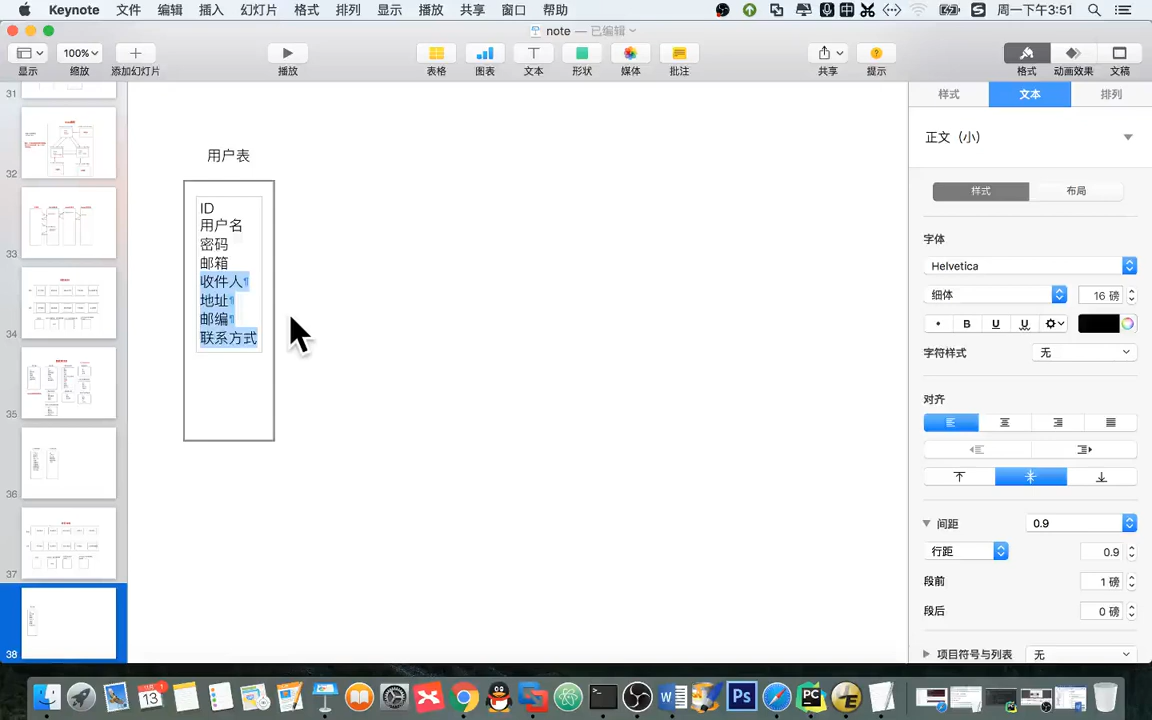 Keynote 文件 编辑 插入 幻灯片 格式 排列 显示 播放 共享 窗口 帮助 周一下午3:51
note — 已编辑
100%
显示 缩放 添加幻灯片 播放 表格 图表 文本 形状 媒体 批注 共享 提示 格式 动画效果 文稿
样式 文本 排列
正文（小）
样式 布局
字体
Helvetica
细体 16 磅
B U U
字符样式 无
对齐
间距 0.9
行距 0.9
段前 1 磅
段后 0 磅
项目符号与列表 无
31
32
33
34
35
36
37
38
用户表
ID
用户名
密码
邮箱
收件人
地址
邮编
联系方式
13
Ps
PC